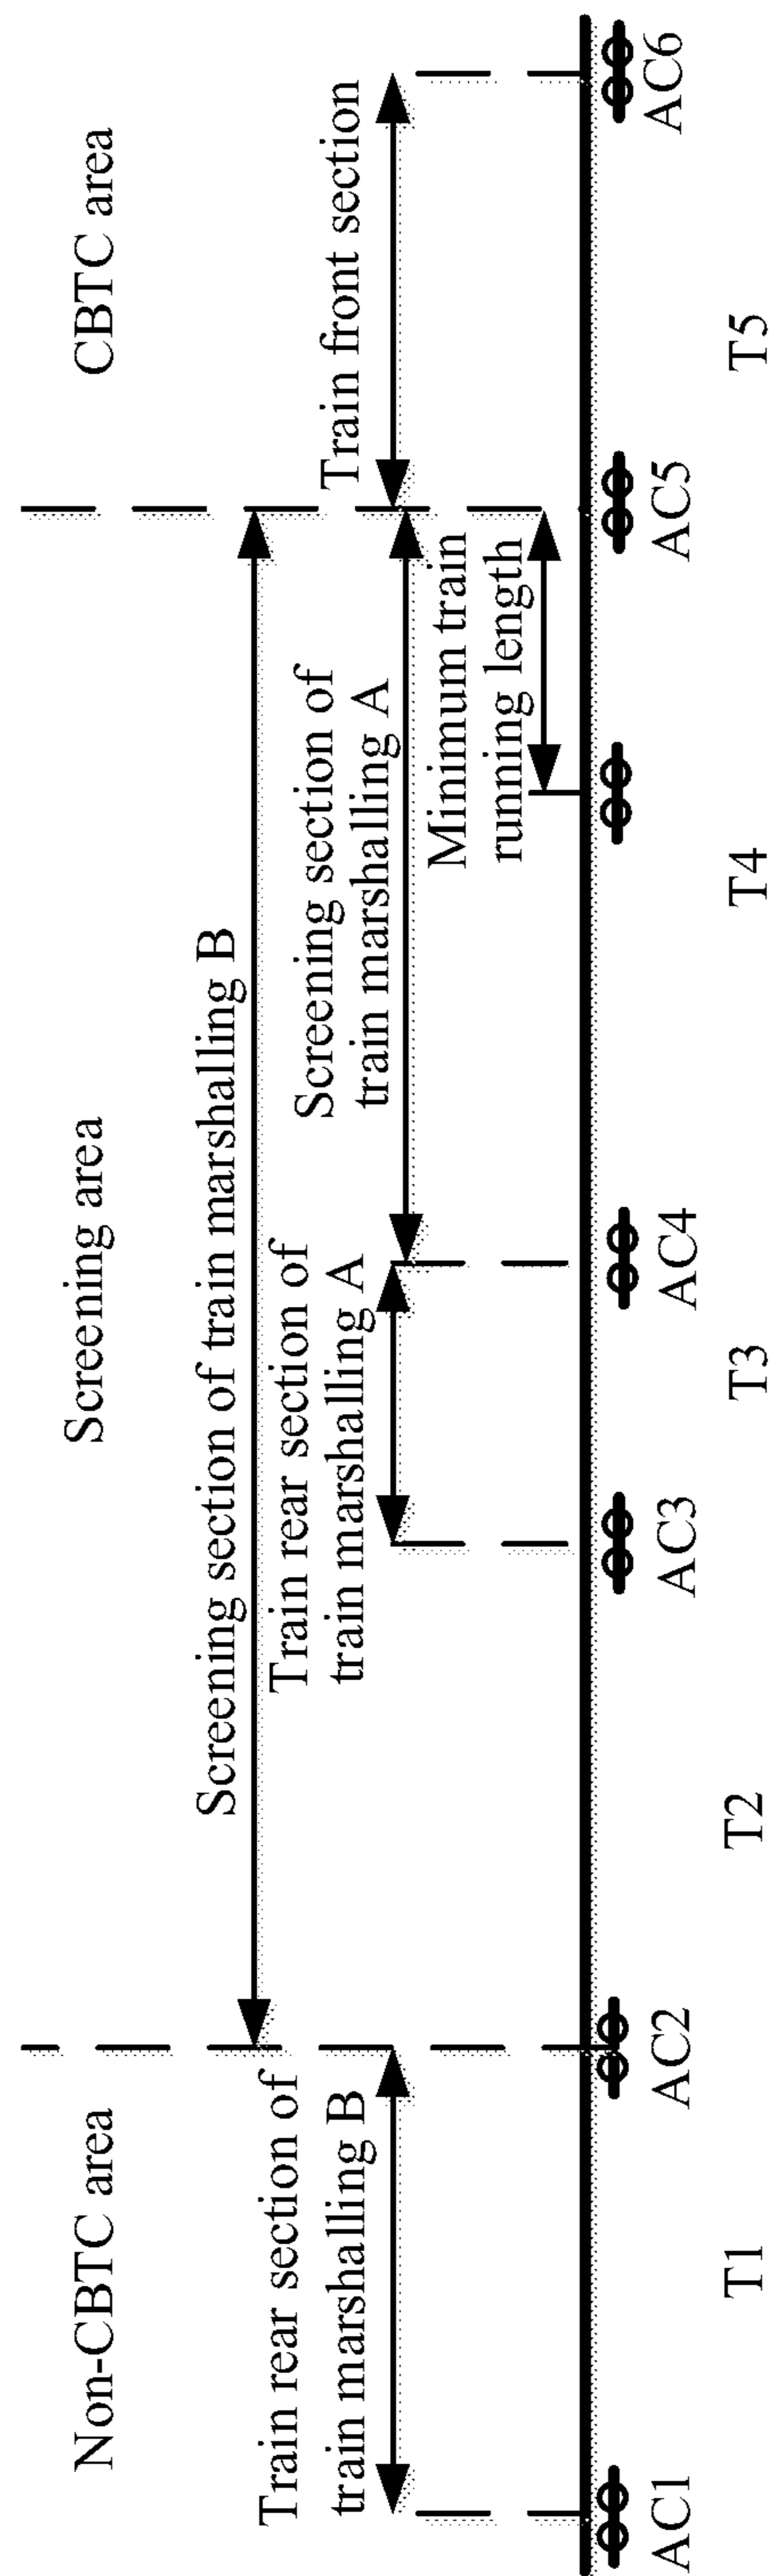 Non-CBTC area
Screening area
CBTC area
Screening section of train marshalling B
Train rear section of
train marshalling B
Train rear section of
train marshalling A
Screening section of
train marshalling A
Train front section
Minimum train
running length
AC1
AC2
AC3
AC4
AC5
AC6
T1
T2
T3
T4
T5